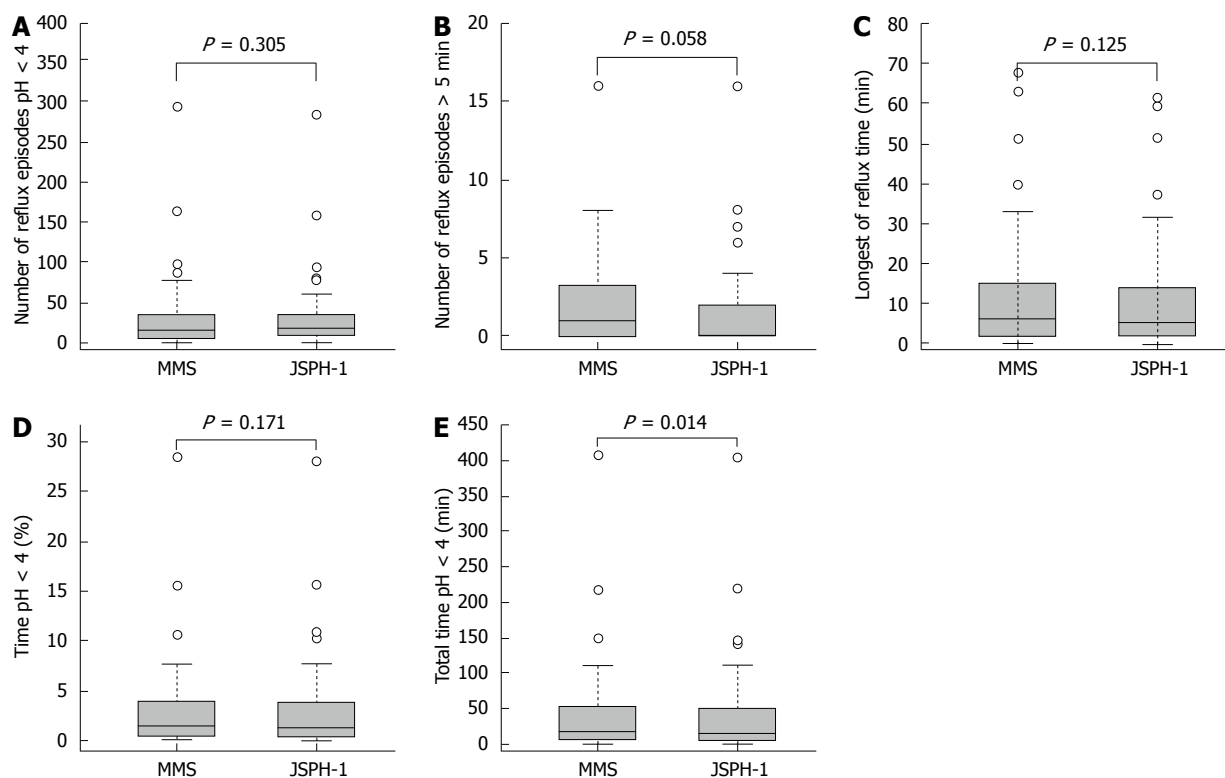 A
P = 0.305
Number of reflux episodes pH < 4
400
350
300
250
200
150
100
50
0
MMS
JSPH-1
B
P = 0.058
Number of reflux episodes > 5 min
20
15
10
5
0
MMS
JSPH-1
C
P = 0.125
Longest of reflux time (min)
80
70
60
50
40
30
20
10
0
MMS
JSPH-1
D
P = 0.171
Time pH < 4 (%)
30
25
20
15
10
5
0
MMS
JSPH-1
E
P = 0.014
Total time pH < 4 (min)
450
400
350
300
250
200
150
100
50
0
MMS
JSPH-1